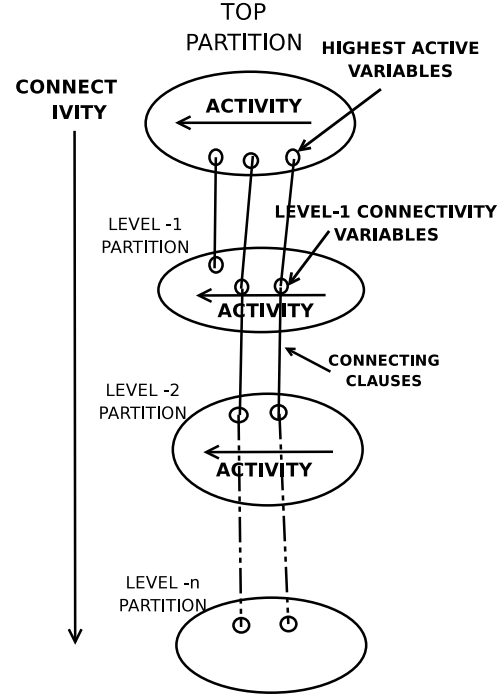 TOP
PARTITION
HIGHEST ACTIVE
VARIABLES
CONNECT
IVITY
ACTIVITY
LEVEL -1
PARTITION
LEVEL-1 CONNECTIVITY
VARIABLES
ACTIVITY
CONNECTING
CLAUSES
LEVEL -2
PARTITION
ACTIVITY
LEVEL -n
PARTITION